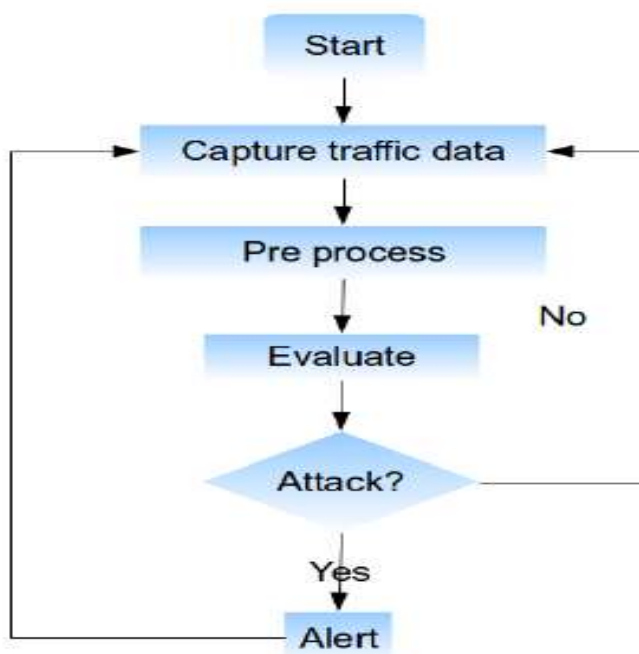 Start
Capture traffic data
Pre process
No
Evaluate
Attack?
Yes
Alert